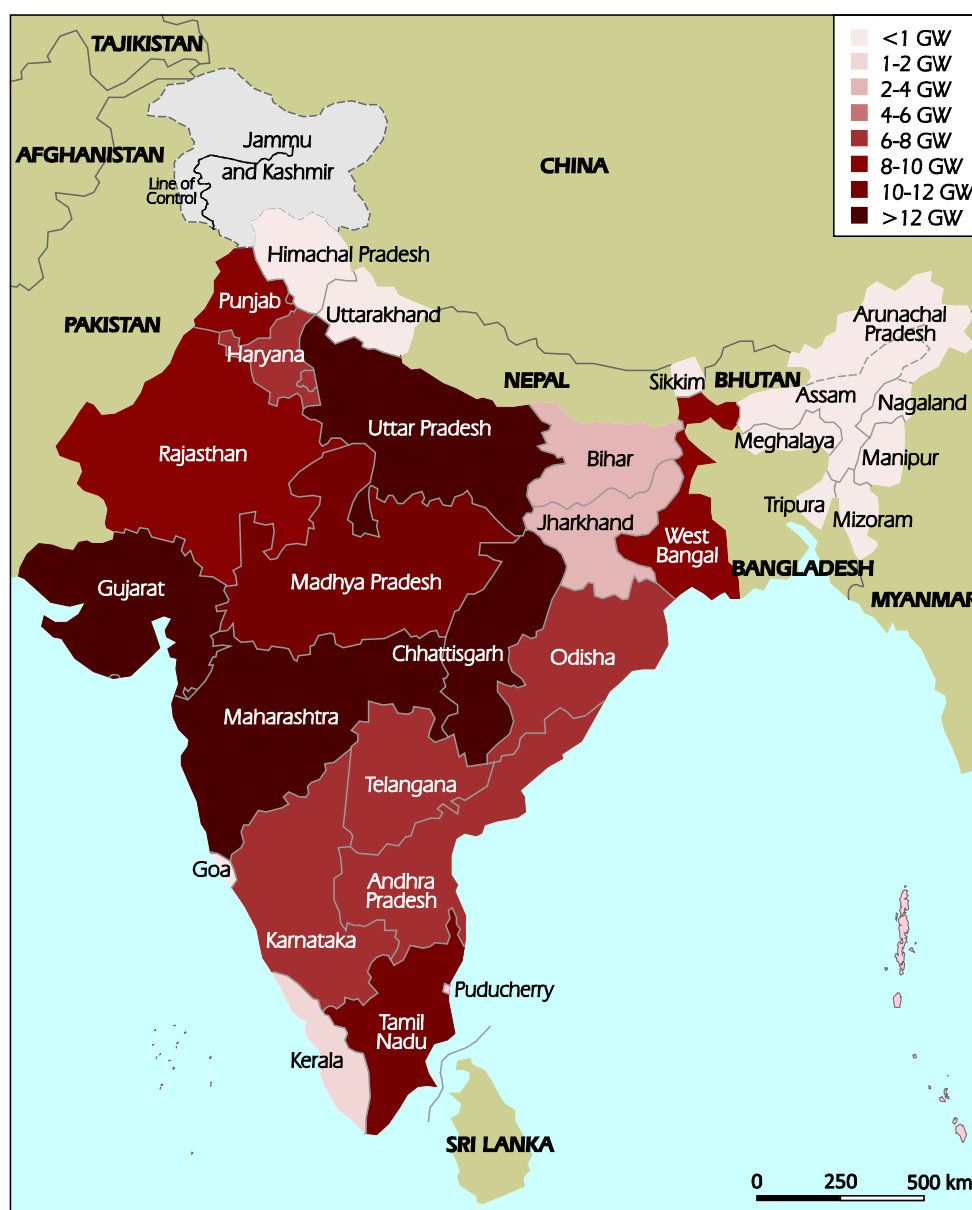 TAJIKISTAN
<1 GW
1-2 GW
2-4 GW
4-6 GW
6-8 GW
8-10 GW
10-12 GW
>12 GW
AFGHANISTAN
Jammu
and Kashmir
Line of
Control
CHINA
Himachal Pradesh
Punjab
Uttarakhand
PAKISTAN
Haryana
Arunachal
Pradesh
NEPAL
Sikkim
BHUTAN
Assam
Nagaland
Uttar Pradesh
Rajasthan
Bihar
Meghalaya
Manipur
Jharkhand
Tripura
Mizoram
West
Bangal
Gujarat
Madhya Pradesh
BANGLADESH
MYANMAR
Chhattisgarh
Odisha
Maharashtra
Telangana
Goa
Andhra
Pradesh
Karnataka
Puducherry
Tamil
Nadu
Kerala
SRI LANKA
0 250 500 km